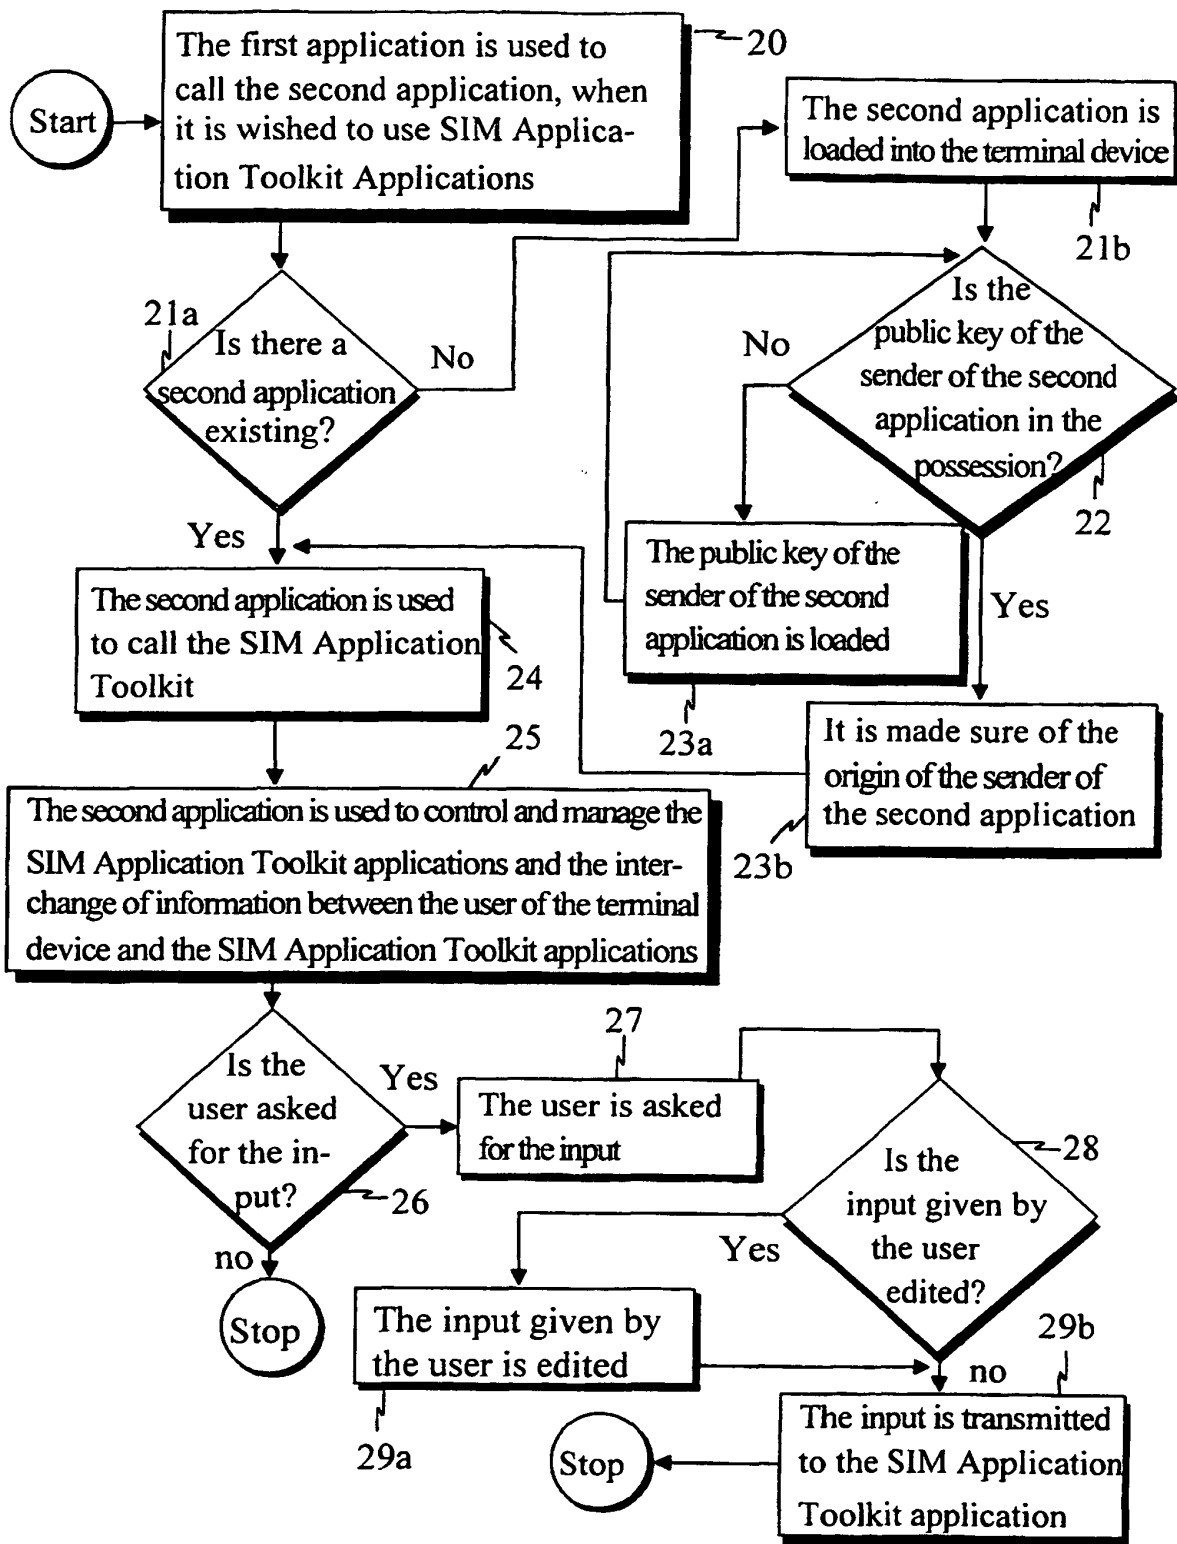 Start
The first application is used to
call the second application, when
it is wished to use SIM Applica-
tion Toolkit Applications
20
The second application is
loaded into the terminal device
21b
21a
Is there a
second application
existing?
No
Yes
Is the
public key of the
sender of the second
application in the
possession?
No
22
Yes
The public key of the
sender of the second
application is loaded
23a
It is made sure of the
origin of the sender of
the second application
23b
The second application is used
to call the SIM Application
Toolkit
24
25
The second application is used to control and manage the
SIM Application Toolkit applications and the inter-
change of information between the user of the terminal
device and the SIM Application Toolkit applications
Is the
user asked
for the in-
put?
Yes
26
no
Stop
27
The user is asked
for the input
28
Is the
input given by
the user
edited?
Yes
no
The input given by
the user is edited
29a
29b
The input is transmitted
to the SIM Application
Toolkit application
Stop